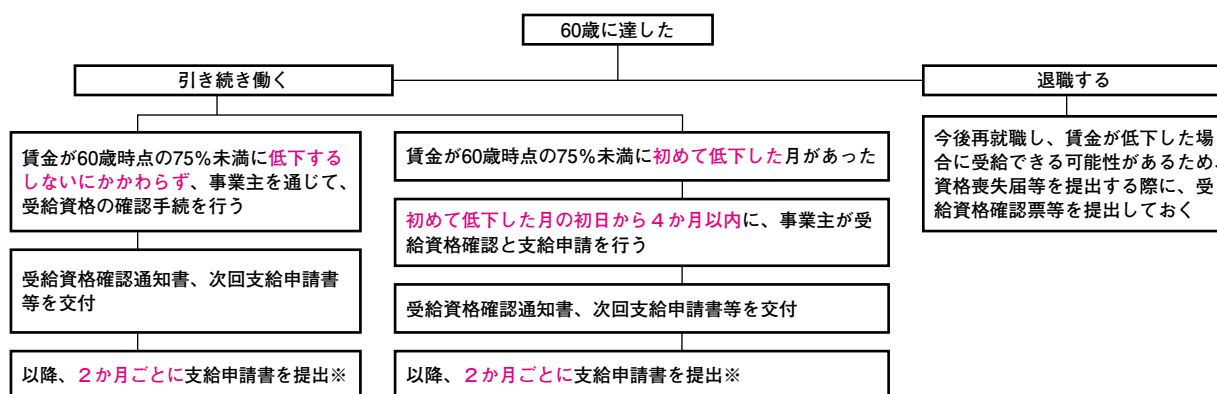 60歳に達した
引き続き働く
退職する
賃金が60歳時点の75%未満に低下する
しないにかかわらず、事業主を通じて、
受給資格の確認手続を行う
受給資格確認通知書、次回支給申請書
等を交付
以降、2か月ごとに支給申請書を提出※
賃金が60歳時点の75%未満に初めて低下した月があった
初めて低下した月の初日から4か月以内に、事業主が受
給資格確認と支給申請を行う
受給資格確認通知書、次回支給申請書等を交付
以降、2か月ごとに支給申請書を提出※
今後再就職し、賃金が低下した場
合に受給できる可能性があるため、
資格喪失届等を提出する際に、受
給資格確認票等を提出しておく